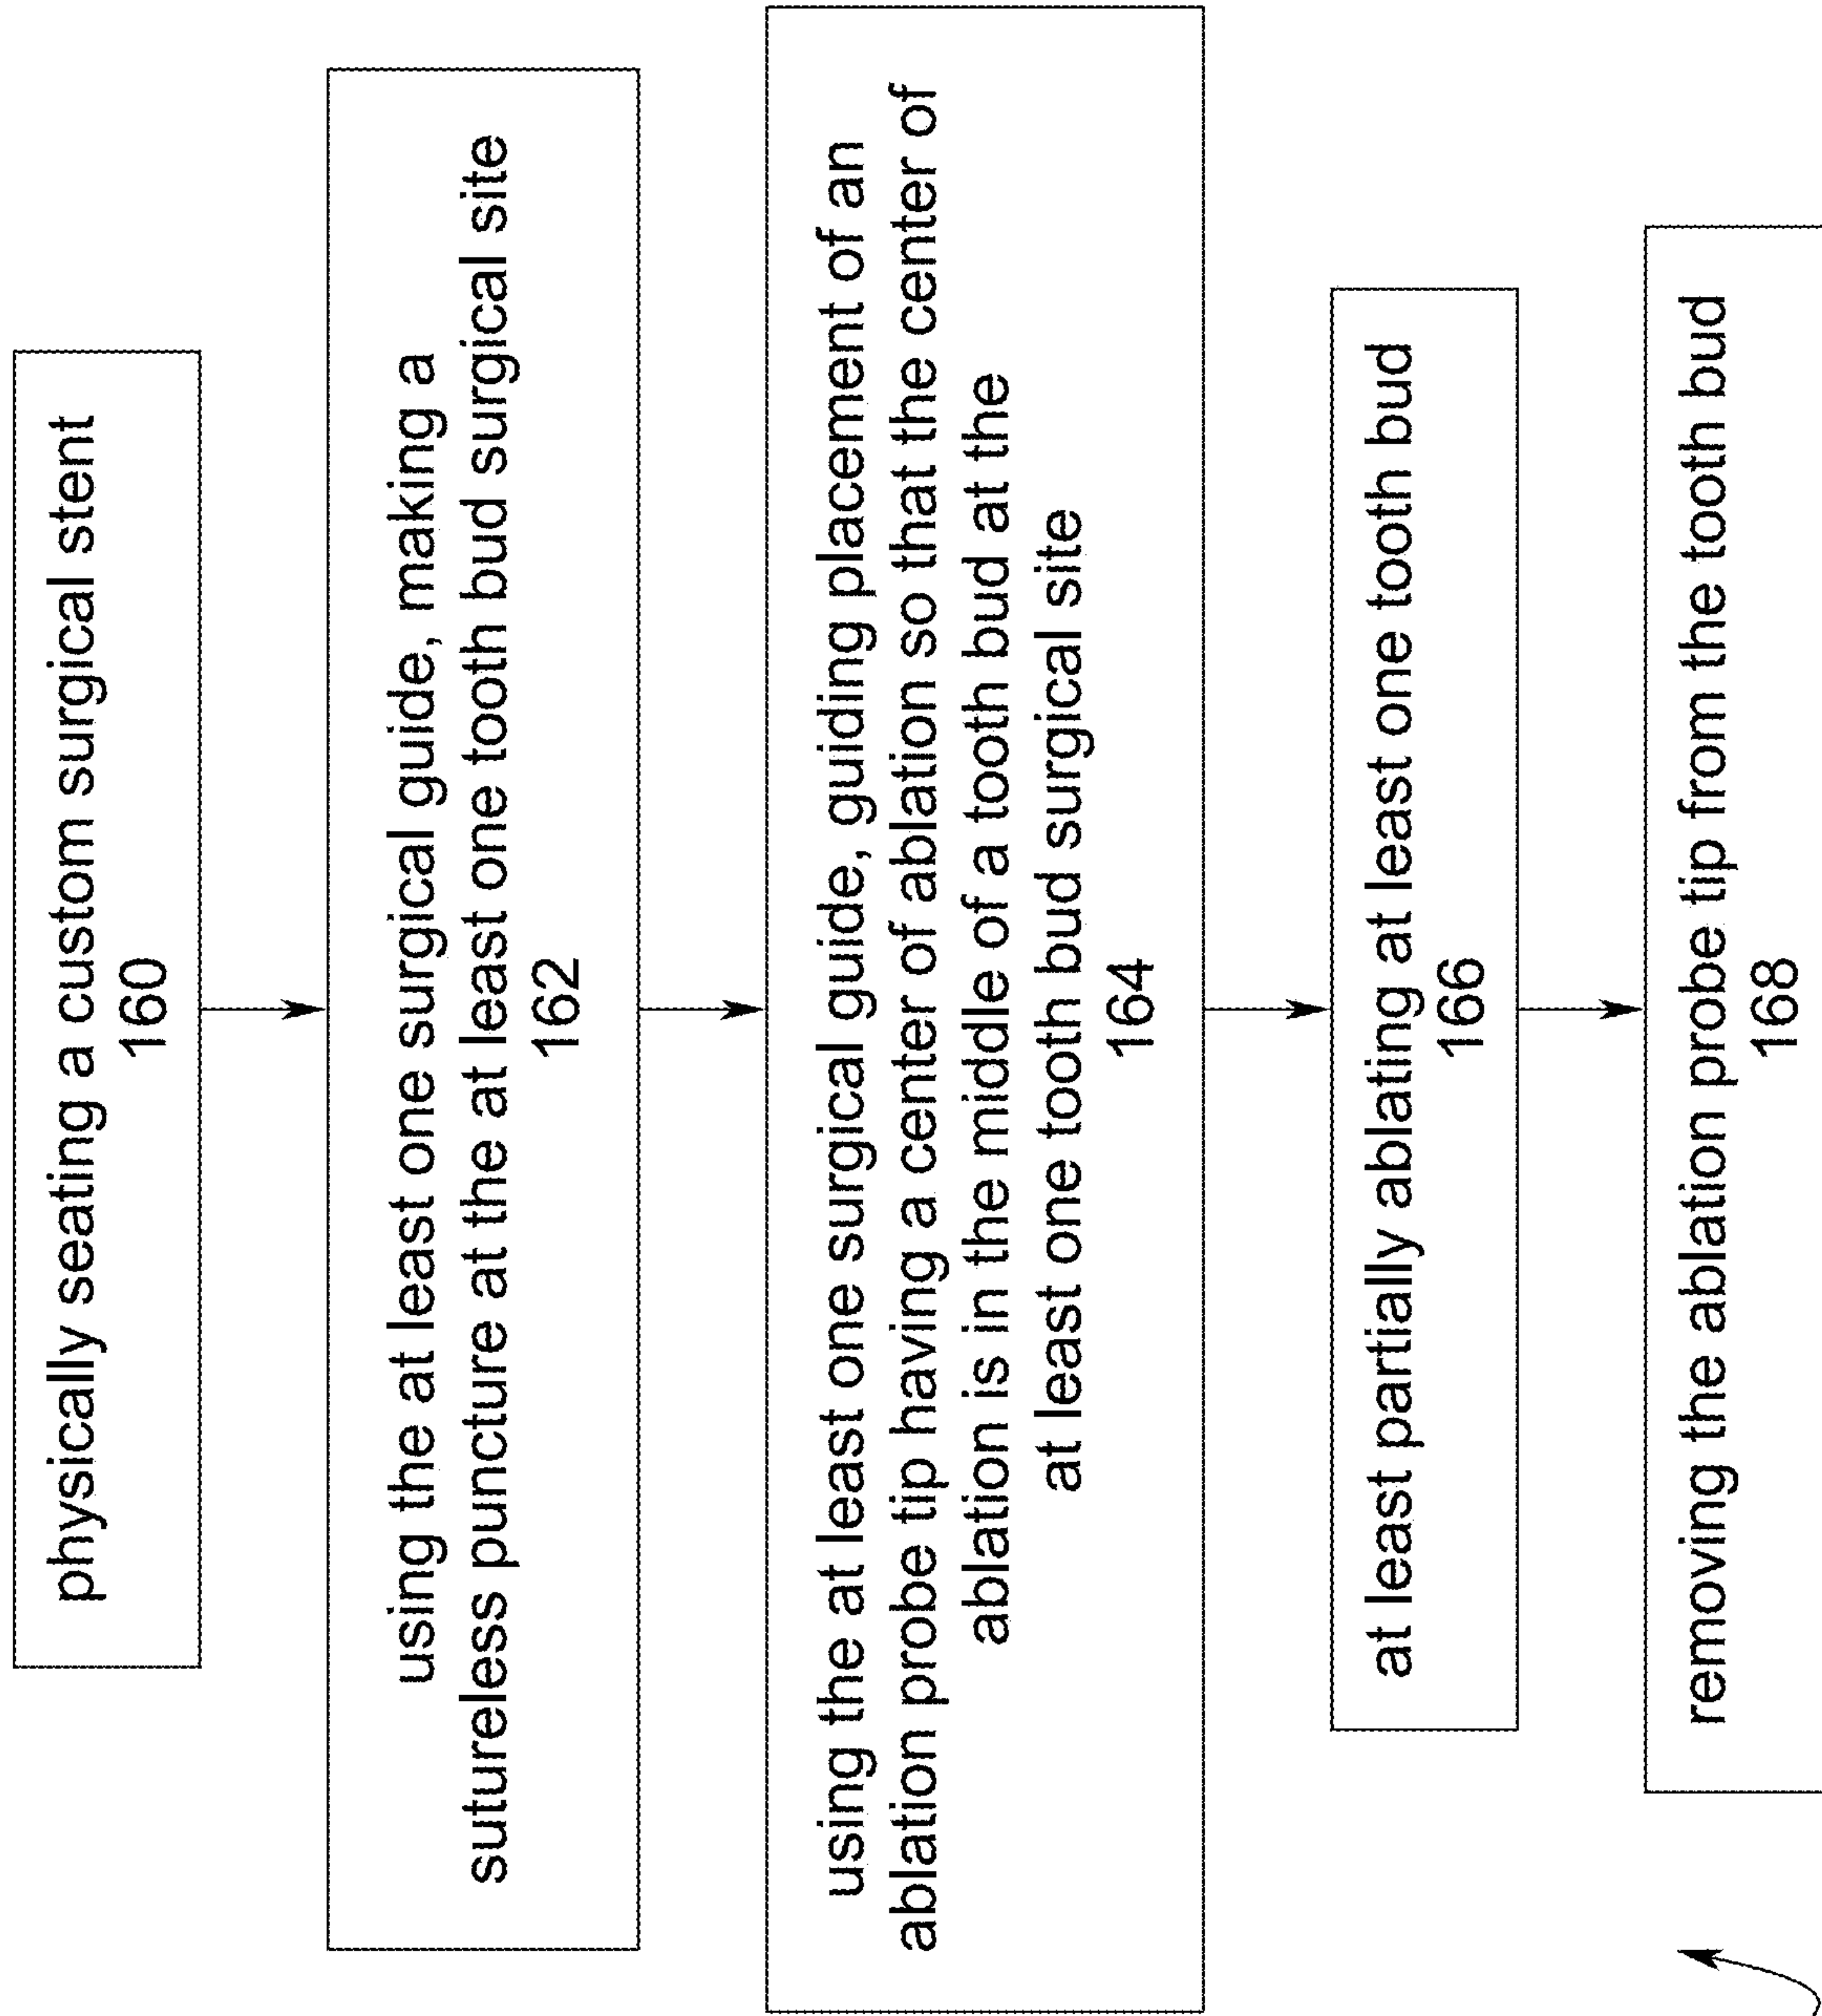 physically seating a custom surgical stent
160
using the at least one surgical guide, making a
sutureless puncture at the at least one tooth bud surgical site
162
using the at least one surgical guide, guiding placement of an
ablation probe tip having a center of ablation so that the center of
ablation is in the middle of a tooth bud at the
at least one tooth bud surgical site
164
at least partially ablating at least one tooth bud
166
removing the ablation probe tip from the tooth bud
168